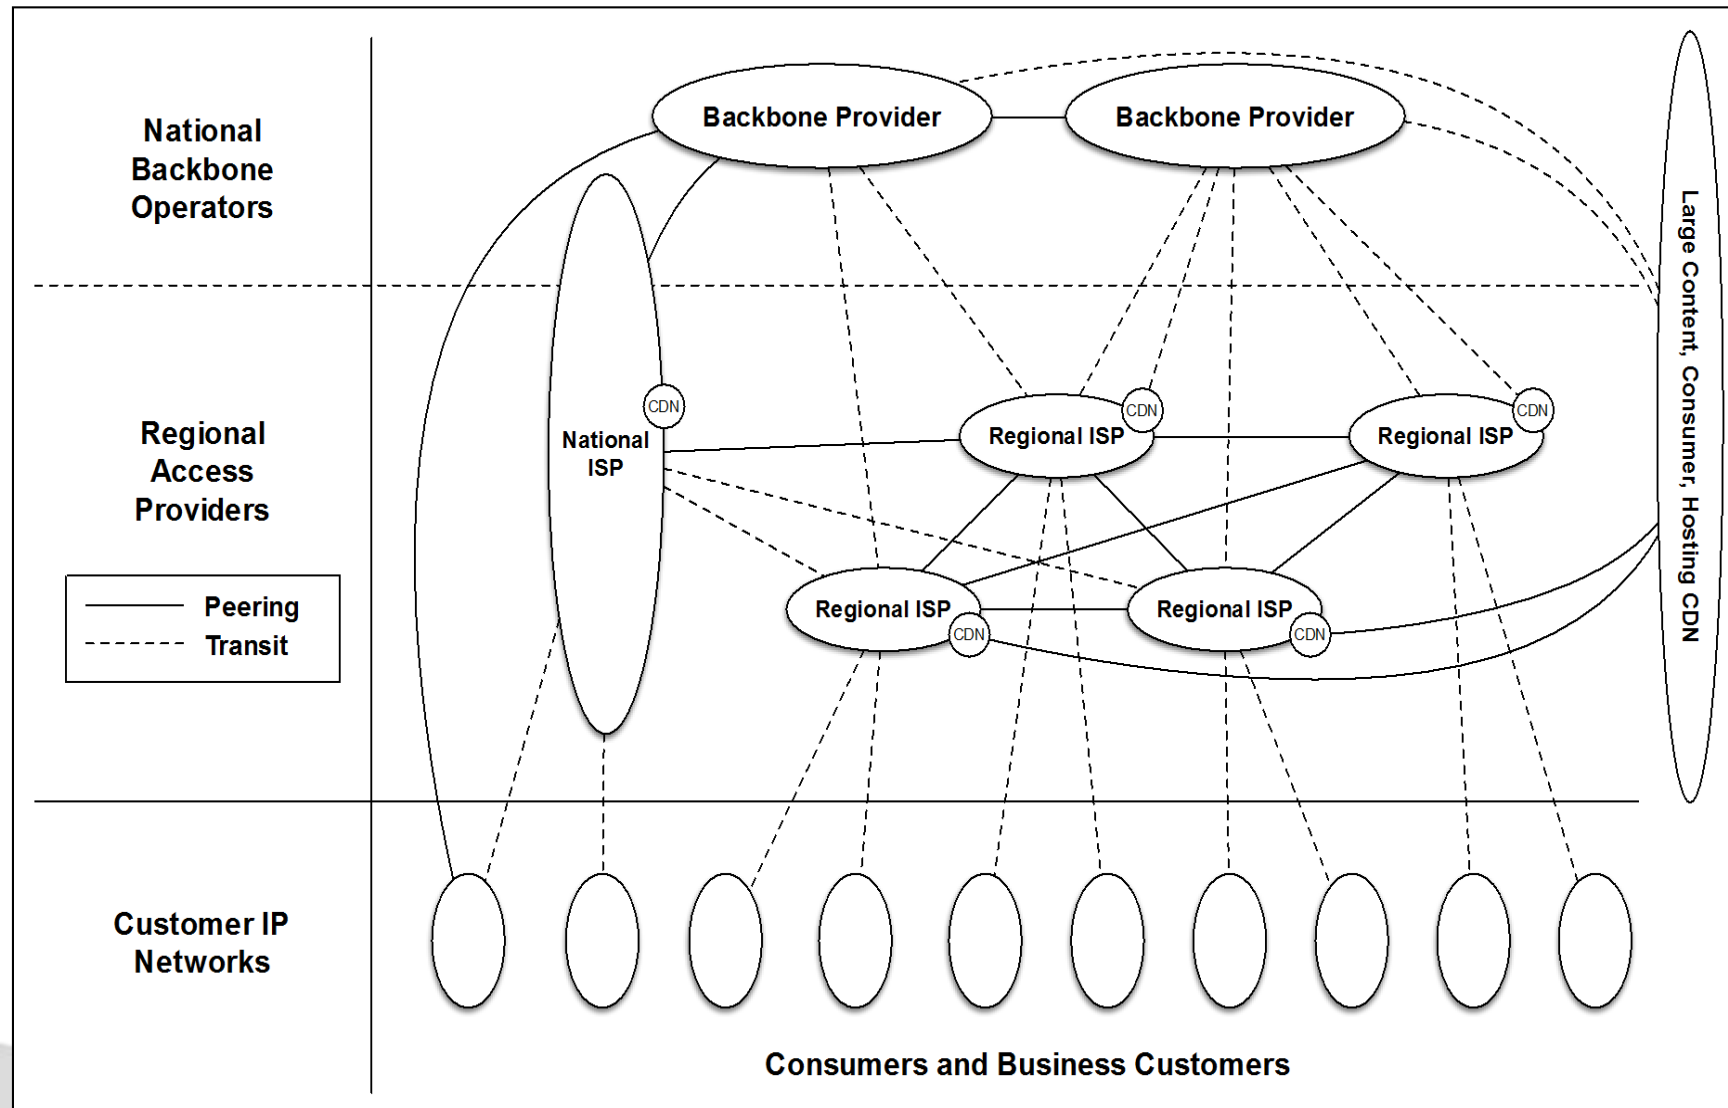 National
Backbone
Operators
Backbone Provider
Backbone Provider
Large Content, Consumer, Hosting CDN
Regional
Access
Providers
CDN
National
ISP
Regional ISP
CDN
Regional ISP
CDN
Peering
Transit
Regional ISP
CDN
Regional ISP
CDN
Customer IP
Networks
Consumers and Business Customers